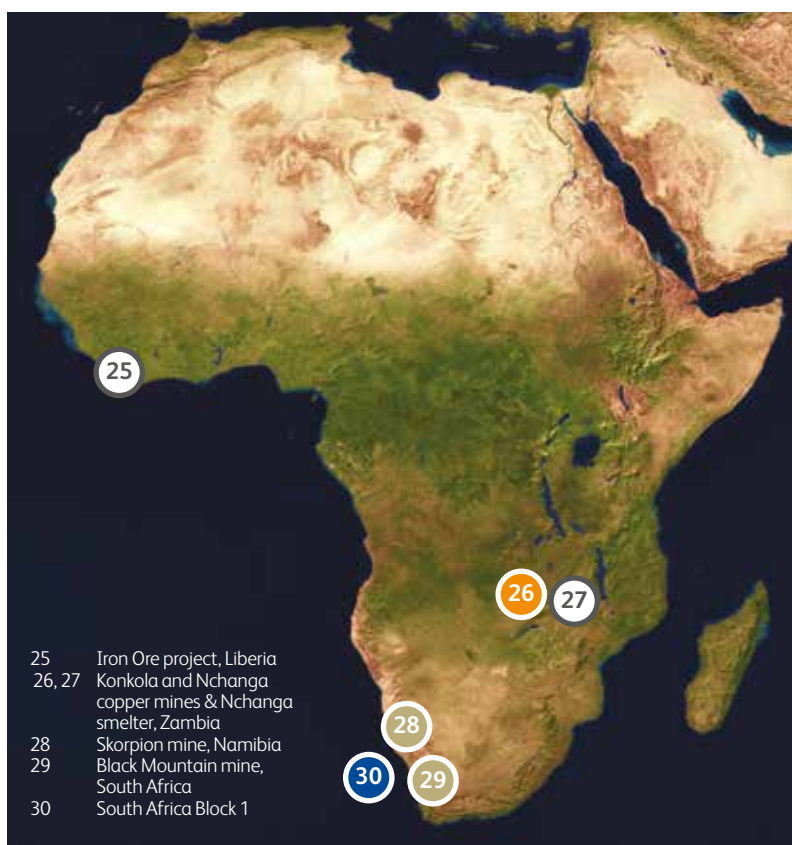 25
26
27
28
30
29
25 Iron Ore project, Liberia
26, 27 Konkola and Nchanga
copper mines & Nchanga
smelter, Zambia
28 Skorpion mine, Namibia
29 Black Mountain mine,
South Africa
30 South Africa Block 1